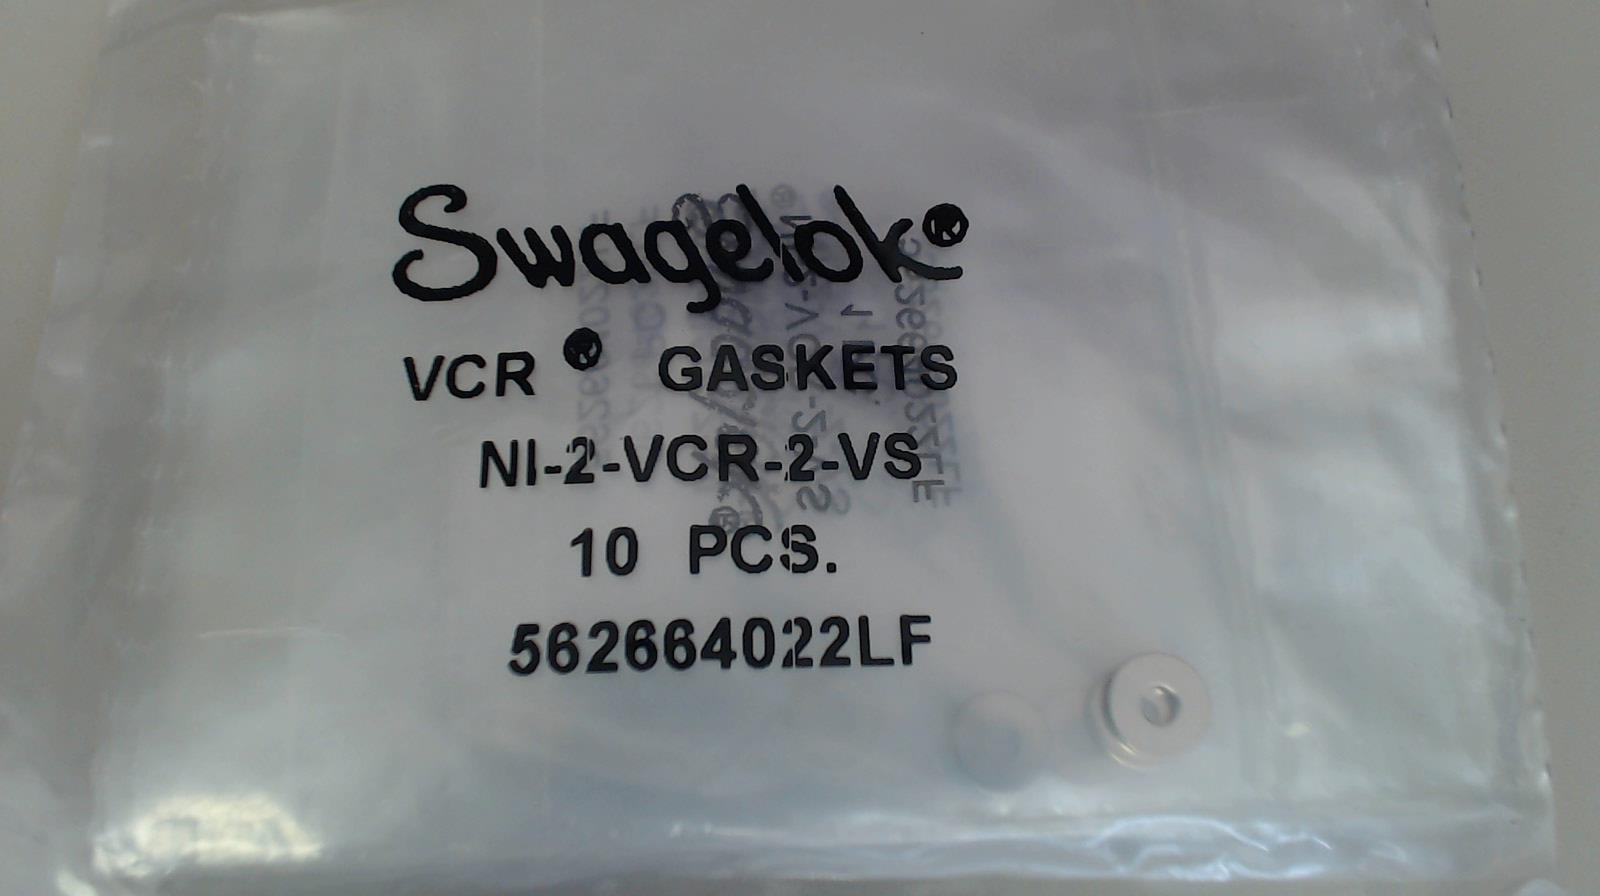 Swagelok®
VCR® GASKETS
NI-2-VCR-2-VS
10 PCS.
562664022LF